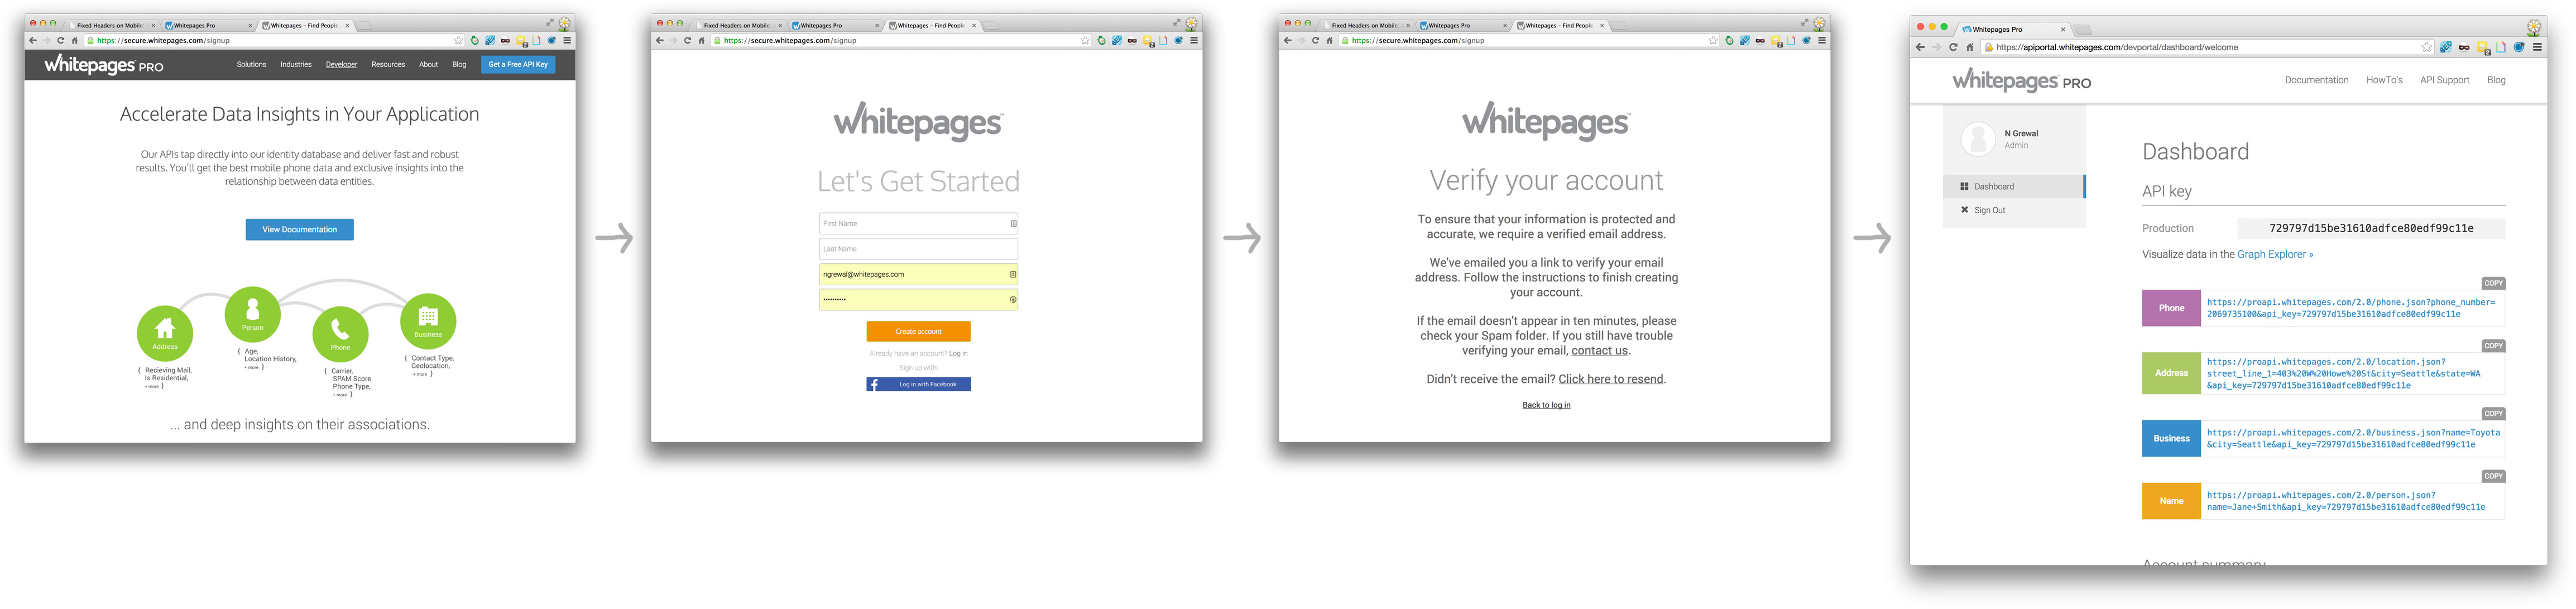 Fixed Headers on Mobile:
Whitepages Pro
Whitepages – Find People,
https://secure.whitepages.com/signup
whitepages PRO
Solutions
Industries
Developer
Resources
About
Blog
Get a Free API Key
Accelerate Data Insights in Your Application
Our APIs tap directly into our identity database and deliver fast and robust
results. You'll get the best mobile phone data and exclusive insights into the
relationship between data entities.
View Documentation
Address
{ Recieving Mail,
Is Residential,
+ more }
Person
{ Age,
Location History,
+ more }
Phone
{ Carrier,
SPAM Score
Phone Type,
+ more }
Business
{ Contact Type,
Geolocation,
+ more }
... and deep insights on their associations.
Fixed Headers on Mobile:
Whitepages Pro
Whitepages – Find People,
https://secure.whitepages.com/signup
whitepages™
Let's Get Started
First Name
Last Name
ngrewal@whitepages.com
••••••••••
Create account
Already have an account? Log in
Sign up with
f Log in with Facebook
Fixed Headers on Mobile:
Whitepages Pro
Whitepages – Find People,
https://secure.whitepages.com/signup
whitepages™
Verify your account
To ensure that your information is protected and
accurate, we require a verified email address.
We've emailed you a link to verify your email
address. Follow the instructions to finish creating
your account.
If the email doesn't appear in ten minutes, please
check your Spam folder. If you still have trouble
verifying your email, contact us.
Didn't receive the email? Click here to resend.
Back to log in
Whitepages Pro
https://apiportal.whitepages.com/devportal/dashboard/welcome
whitepages PRO
Documentation
HowTo's
API Support
Blog
N Grewal
Admin
Dashboard
Sign Out
Dashboard
API key
Production
729797d15be31610adfce80edf99c11e
Visualize data in the Graph Explorer »
COPY
Phone
https://proapi.whitepages.com/2.0/phone.json?phone_number=
2069735100&api_key=729797d15be31610adfce80edf99c11e
COPY
Address
https://proapi.whitepages.com/2.0/location.json?
street_line_1=403%20W%20Howe%20St&city=Seattle&state=WA
&api_key=729797d15be31610adfce80edf99c11e
COPY
Business
https://proapi.whitepages.com/2.0/business.json?name=Toyota
&city=Seattle&api_key=729797d15be31610adfce80edf99c11e
COPY
Name
https://proapi.whitepages.com/2.0/person.json?
name=Jane+Smith&api_key=729797d15be31610adfce80edf99c11e
Account summary